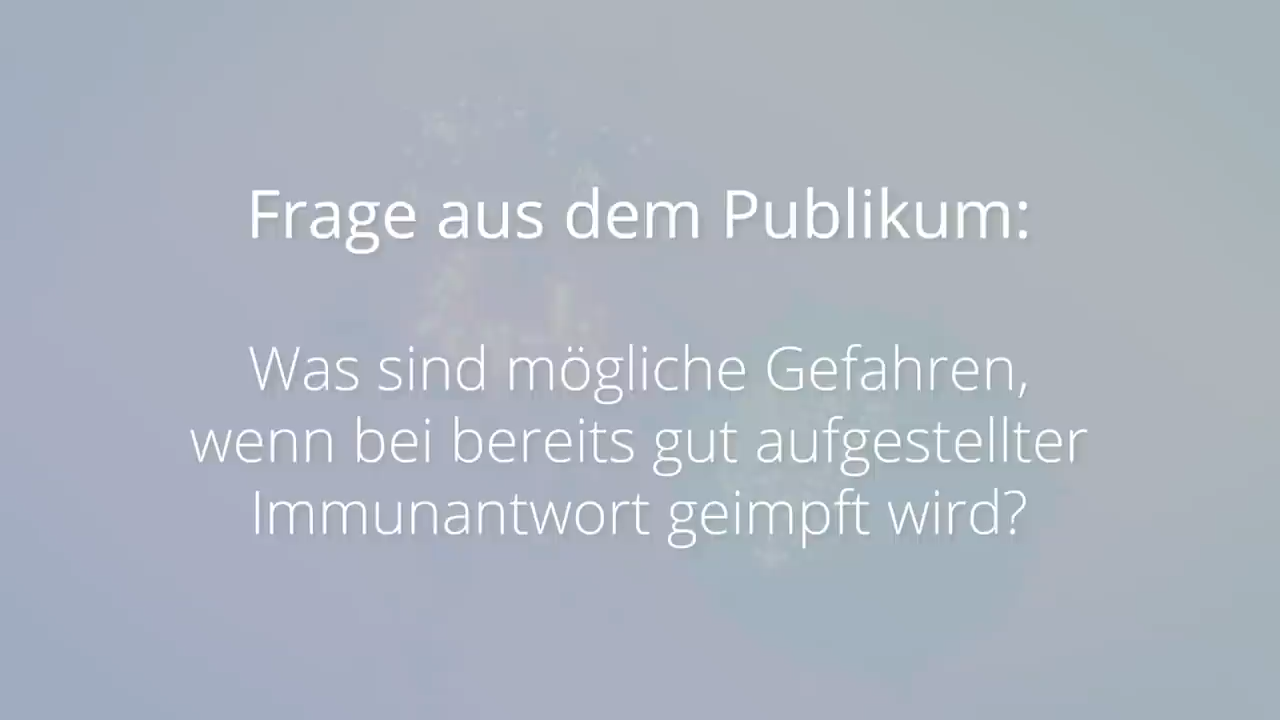 Frage aus dem Publikum:
Was sind mögliche Gefahren,
wenn bei bereits gut aufgestellter
Immunantwort geimpft wird?